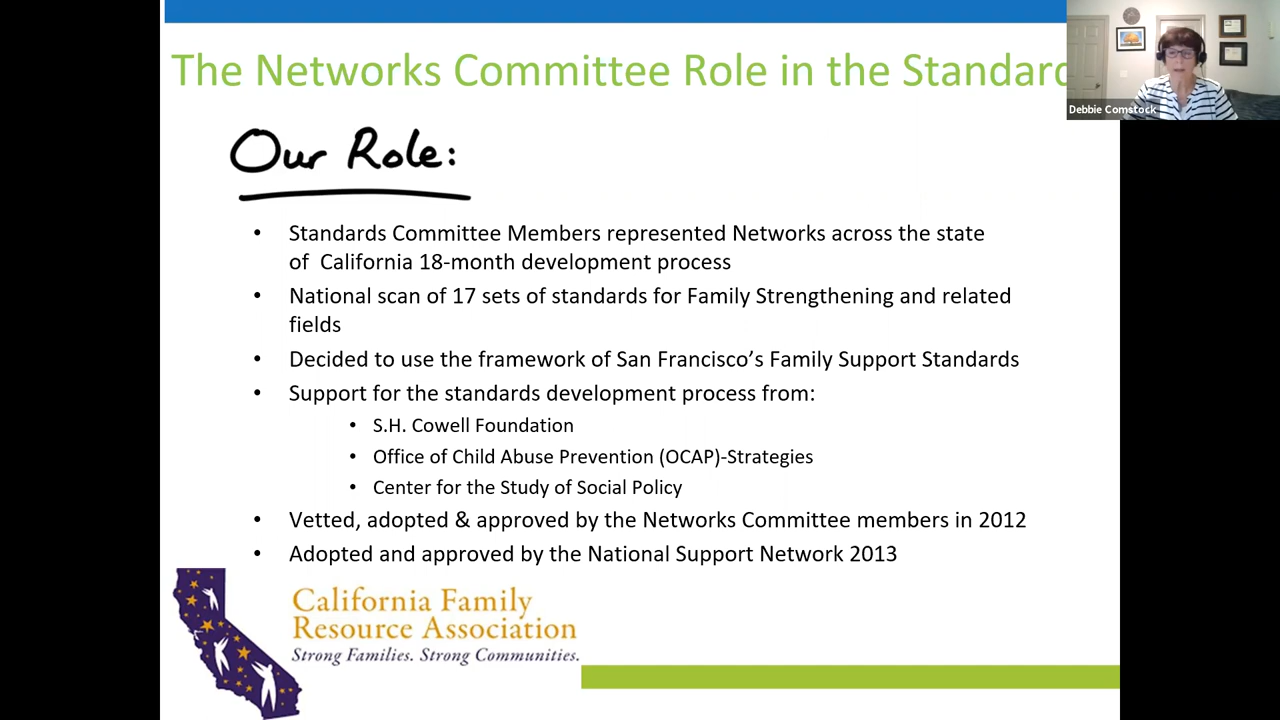 The Networks Committee Role in the Standard
Debbie Comstock
Our Role:
• Standards Committee Members represented Networks across the state
of  California 18-month development process
• National scan of 17 sets of standards for Family Strengthening and related
fields
• Decided to use the framework of San Francisco’s Family Support Standards
• Support for the standards development process from:
• S.H. Cowell Foundation
• Office of Child Abuse Prevention (OCAP)-Strategies
• Center for the Study of Social Policy
• Vetted, adopted & approved by the Networks Committee members in 2012
• Adopted and approved by the National Support Network 2013
California Family
Resource Association
Strong Families. Strong Communities.